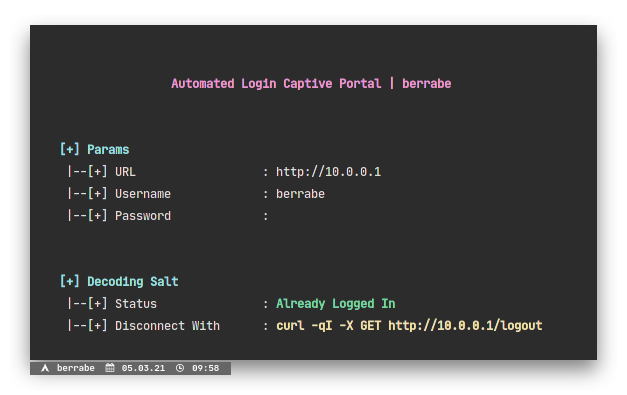 Automated Login Captive Portal | berrabe
[+] Params
|--[+] URL : http://10.0.0.1
|--[+] Username : berrabe
|--[+] Password :
[+] Decoding Salt
|--[+] Status : Already Logged In
|--[+] Disconnect With : curl -qI -X GET http://10.0.0.1/logout
berrabe 05.03.21 09:58